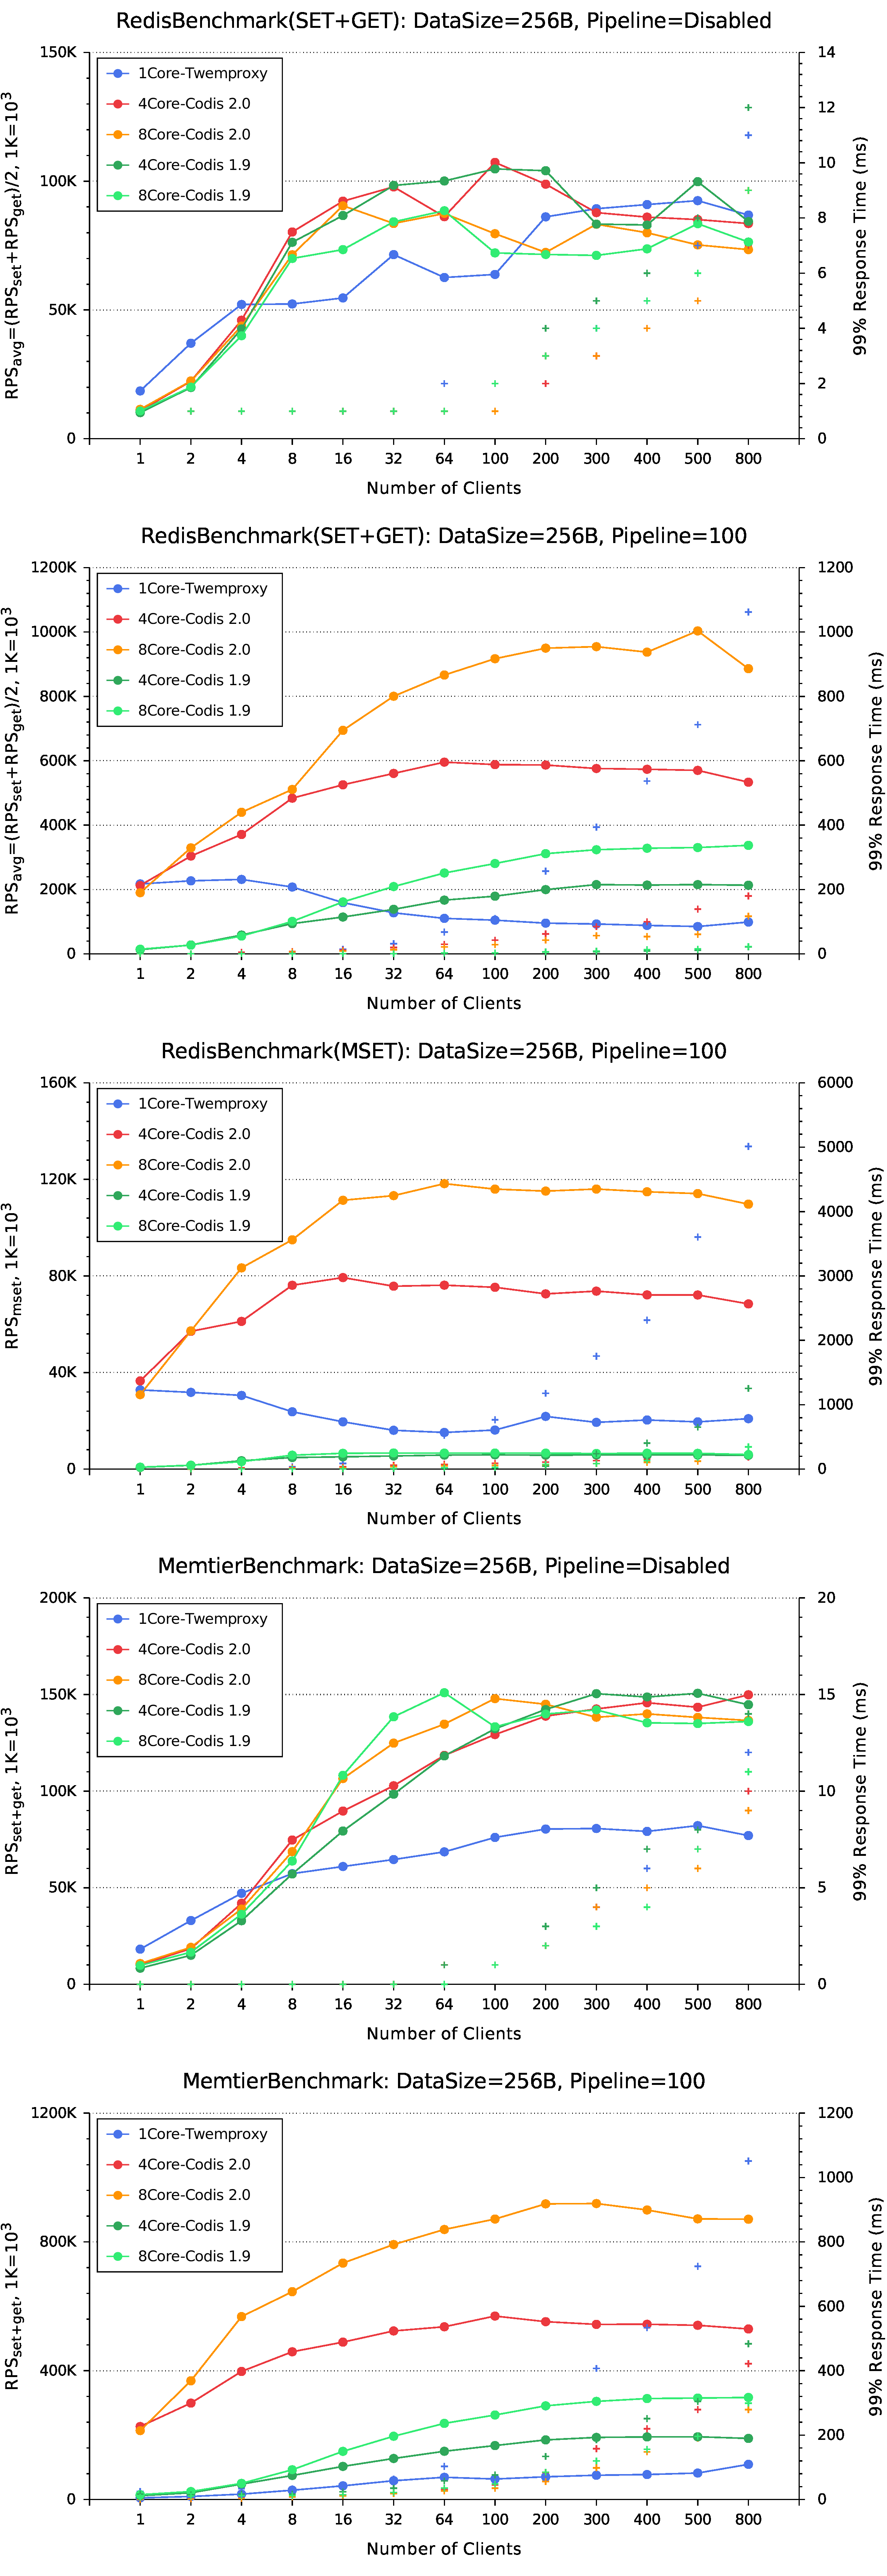 RedisBenchmark(SET+GET): DataSize=256B, Pipeline=Disabled
RPSavg=(RPSset+RPSget)/2, 1K=10^3
150K
100K
50K
0
1Core-Twemproxy
4Core-Codis 2.0
8Core-Codis 2.0
4Core-Codis 1.9
8Core-Codis 1.9
14
12
10
8
6
4
2
0
99% Response Time (ms)
1 2 4 8 16 32 64 100 200 300 400 500 800
Number of Clients
RedisBenchmark(SET+GET): DataSize=256B, Pipeline=100
RPSavg=(RPSset+RPSget)/2, 1K=10^3
1200K
1000K
800K
600K
400K
200K
0
1Core-Twemproxy
4Core-Codis 2.0
8Core-Codis 2.0
4Core-Codis 1.9
8Core-Codis 1.9
1200
1000
800
600
400
200
0
99% Response Time (ms)
1 2 4 8 16 32 64 100 200 300 400 500 800
Number of Clients
RedisBenchmark(MSET): DataSize=256B, Pipeline=100
RPSmset, 1K=10^3
160K
120K
80K
40K
0
1Core-Twemproxy
4Core-Codis 2.0
8Core-Codis 2.0
4Core-Codis 1.9
8Core-Codis 1.9
6000
5000
4000
3000
2000
1000
0
99% Response Time (ms)
1 2 4 8 16 32 64 100 200 300 400 500 800
Number of Clients
MemtierBenchmark: DataSize=256B, Pipeline=Disabled
RPSset+get, 1K=10^3
200K
150K
100K
50K
0
1Core-Twemproxy
4Core-Codis 2.0
8Core-Codis 2.0
4Core-Codis 1.9
8Core-Codis 1.9
20
15
10
5
0
99% Response Time (ms)
1 2 4 8 16 32 64 100 200 300 400 500 800
Number of Clients
MemtierBenchmark: DataSize=256B, Pipeline=100
RPSset+get, 1K=10^3
1200K
800K
400K
0
1Core-Twemproxy
4Core-Codis 2.0
8Core-Codis 2.0
4Core-Codis 1.9
8Core-Codis 1.9
1200
1000
800
600
400
200
0
99% Response Time (ms)
1 2 4 8 16 32 64 100 200 300 400 500 800
Number of Clients